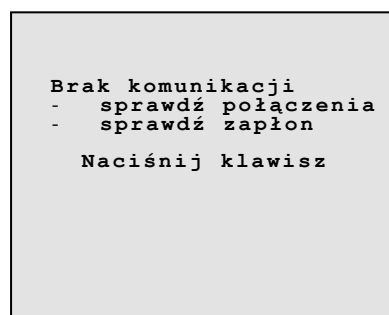 Brak komunikacji
- sprawdź połączenia
- sprawdź zapłon
Naciśnij klawisz